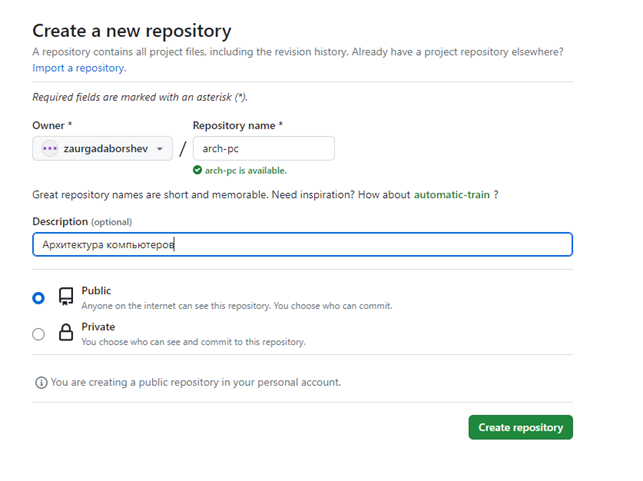 Create a new repository
A repository contains all project files, including the revision history. Already have a project repository elsewhere?
Import a repository.
Required fields are marked with an asterisk (*).
Owner * Repository name *
zaurgadaborshev / arch-pc
arch-pc is available.
Great repository names are short and memorable. Need inspiration? How about automatic-train ?
Description (optional)
Архитектура компьютеров
Public
Anyone on the internet can see this repository. You choose who can commit.
Private
You choose who can see and commit to this repository.
You are creating a public repository in your personal account.
Create repository